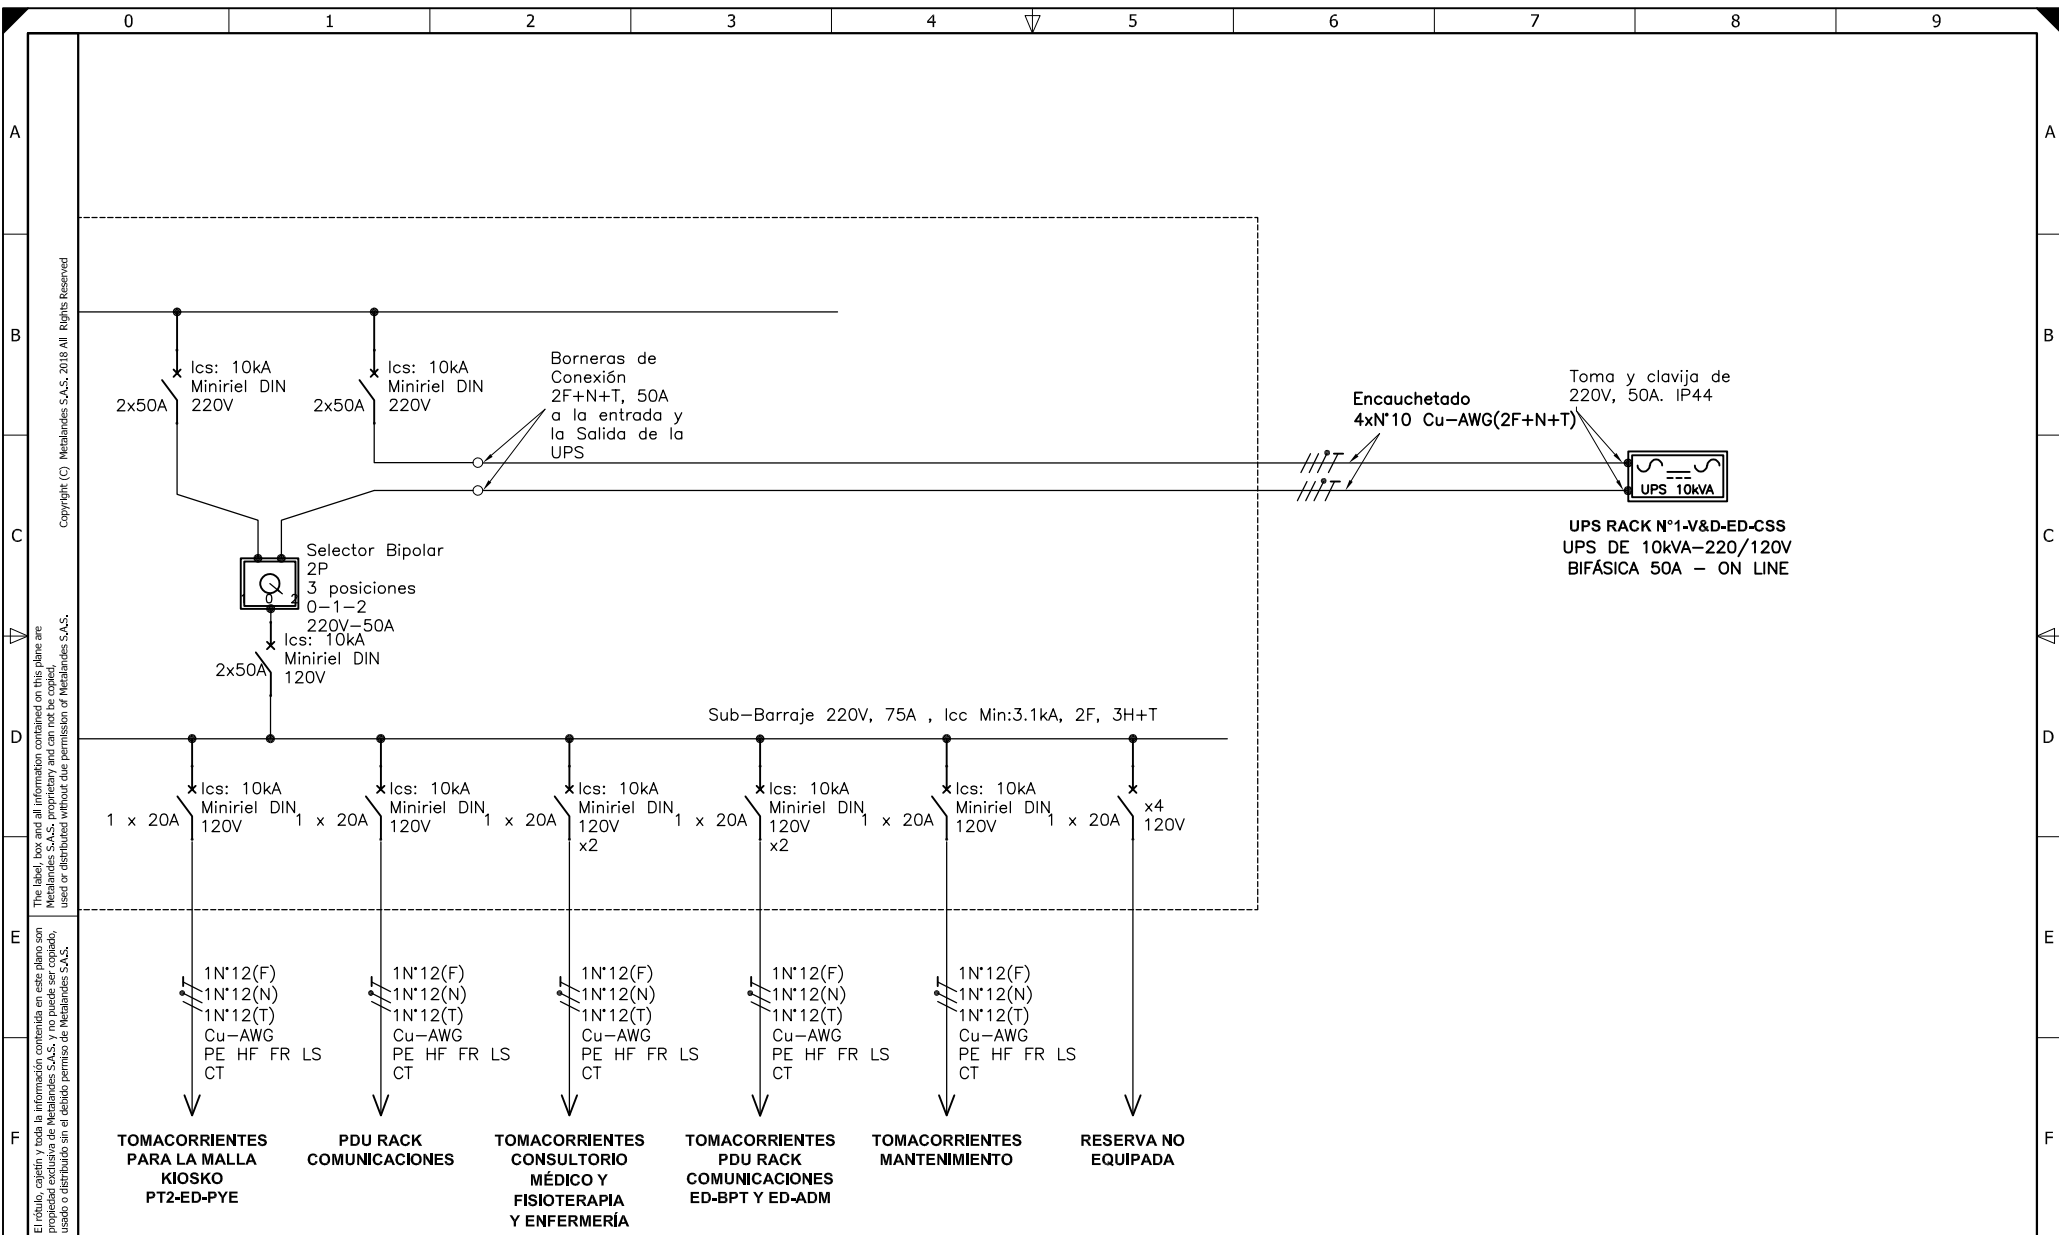 0 1 2 3 4 5 6 7 8 9
A A
B B
C C
D D
E E
F F
Copyright (C) Metalandes S.A.S. 2018 All Rights Reserved
The label, box and all information contained on this plane are
Metalandes S.A.S. proprietary and can not be copied,
used or distributed without due permission of Metalandes S.A.S.
El rótulo, cajetín y toda la información contenida en este plano son
propiedad exclusiva de Metalandes S.A.S. y no puede ser copiado,
usado o distribuido sin el debido permiso de Metalandes S.A.S.
2x50A
Ics: 10kA
Miniriel DIN
220V
2x50A
Ics: 10kA
Miniriel DIN
220V
Borneras de
Conexión
2F+N+T, 50A
a la entrada y
la Salida de la
UPS
Encauchetado
4xN°10 Cu-AWG(2F+N+T)
Toma y clavija de
220V, 50A. IP44
UPS 10kVA
UPS RACK N°1-V&D-ED-CSS
UPS DE 10kVA-220/120V
BIFÁSICA 50A - ON LINE
1 0 2
Selector Bipolar
2P
3 posiciones
0-1-2
220V-50A
2x50A
Ics: 10kA
Miniriel DIN
120V
Sub-Barraje 220V, 75A , Icc Min:3.1kA, 2F, 3H+T
1 x 20A
Ics: 10kA
Miniriel DIN
120V
1 x 20A
Ics: 10kA
Miniriel DIN
120V
1 x 20A
Ics: 10kA
Miniriel DIN
120V
x2
1 x 20A
Ics: 10kA
Miniriel DIN
120V
x2
1 x 20A
Ics: 10kA
Miniriel DIN
120V
1 x 20A
x4
120V
1N°12(F)
1N°12(N)
1N°12(T)
Cu-AWG
PE HF FR LS
CT
1N°12(F)
1N°12(N)
1N°12(T)
Cu-AWG
PE HF FR LS
CT
1N°12(F)
1N°12(N)
1N°12(T)
Cu-AWG
PE HF FR LS
CT
1N°12(F)
1N°12(N)
1N°12(T)
Cu-AWG
PE HF FR LS
CT
1N°12(F)
1N°12(N)
1N°12(T)
Cu-AWG
PE HF FR LS
CT
TOMACORRIENTES
PARA LA MALLA
KIOSKO
PT2-ED-PYE
PDU RACK
COMUNICACIONES
TOMACORRIENTES
CONSULTORIO
MÉDICO Y
FISIOTERAPIA
Y ENFERMERÍA
TOMACORRIENTES
PDU RACK
COMUNICACIONES
ED-BPT Y ED-ADM
TOMACORRIENTES
MANTENIMIENTO
RESERVA NO
EQUIPADA